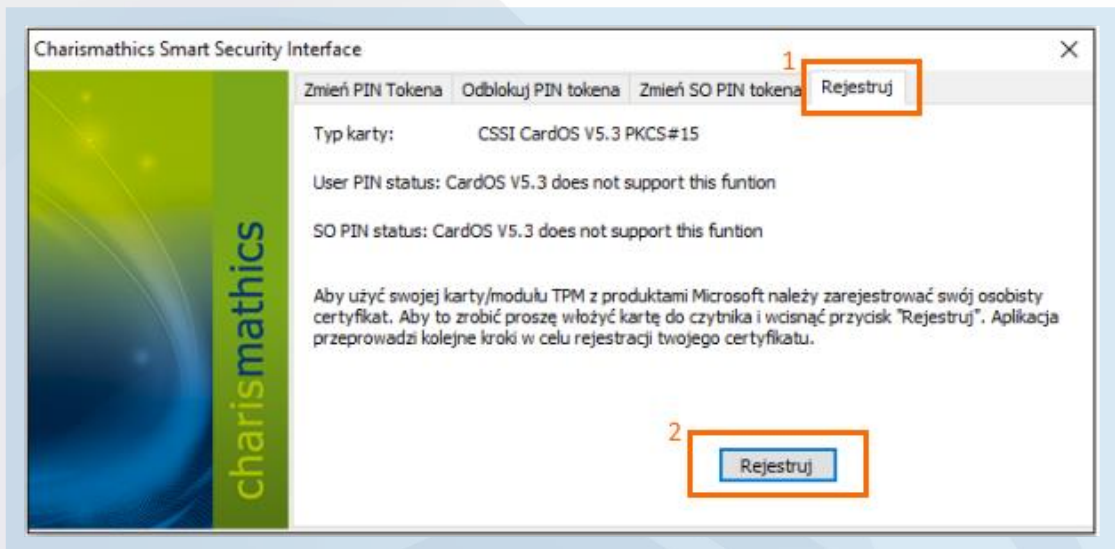 Charismathics Smart Security Interface
1
Zmień PIN Tokena Odblokuj PIN tokena Zmień SO PIN tokena Rejestruj
Typ karty: CSSI CardOS V5.3 PKCS#15
User PIN status: CardOS V5.3 does not support this funtion
SO PIN status: CardOS V5.3 does not support this funtion
Aby użyć swojej karty/modułu TPM z produktami Microsoft należy zarejestrować swój osobisty
certyfikat. Aby to zrobić proszę włożyć kartę do czytnika i wcisnąć przycisk "Rejestruj". Aplikacja
przeprowadzi kolejne kroki w celu rejestracji twojego certyfikatu.
2
Rejestruj
charismathics